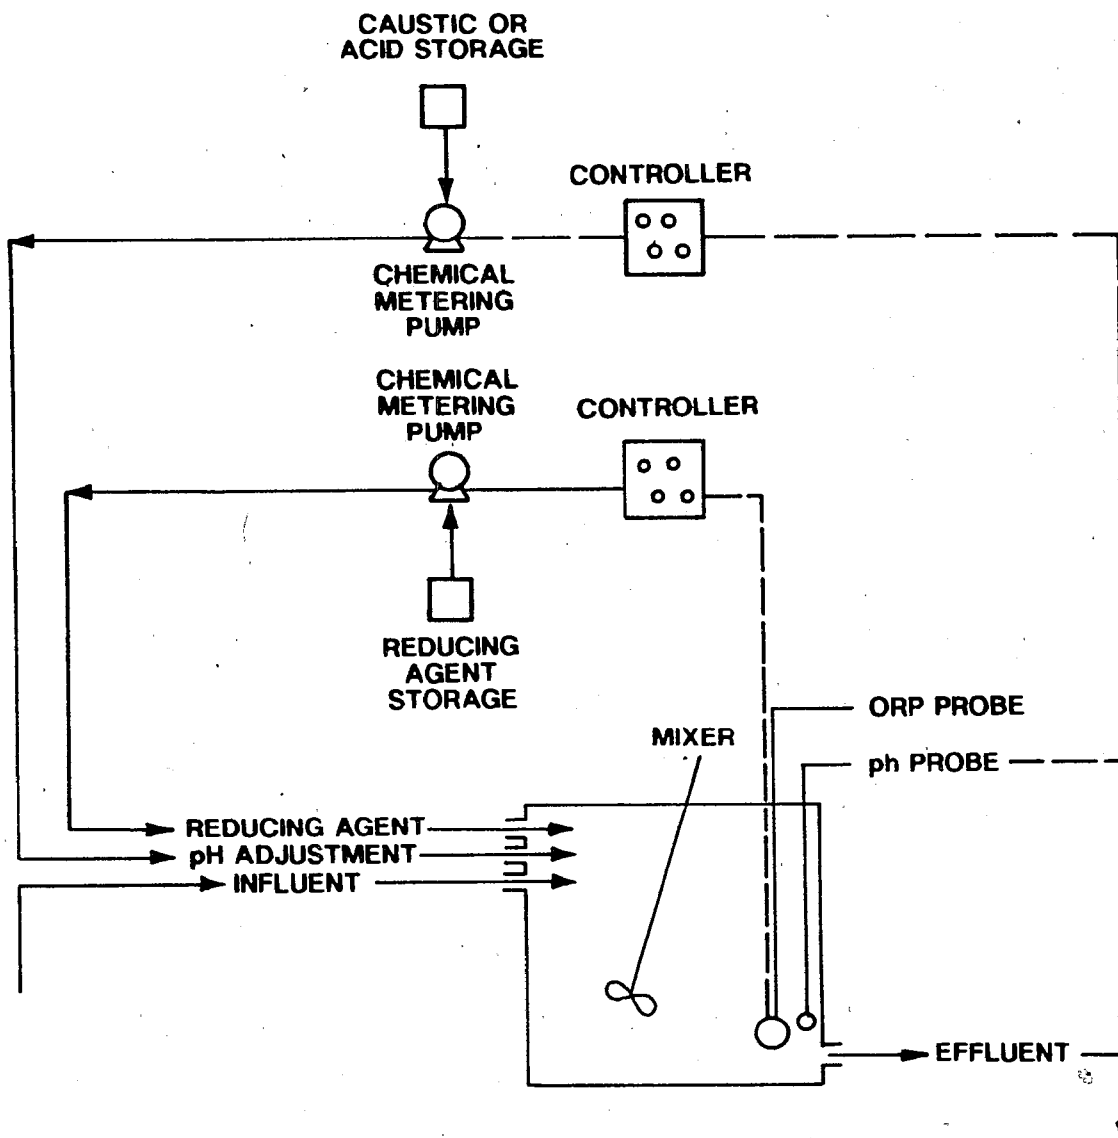 CAUSTIC OR
ACID STORAGE
CONTROLLER
CHEMICAL
METERING
PUMP
CHEMICAL
METERING
PUMP
CONTROLLER
REDUCING
AGENT
STORAGE
ORP PROBE
MIXER
ph PROBE
REDUCING AGENT
pH ADJUSTMENT
INFLUENT
EFFLUENT